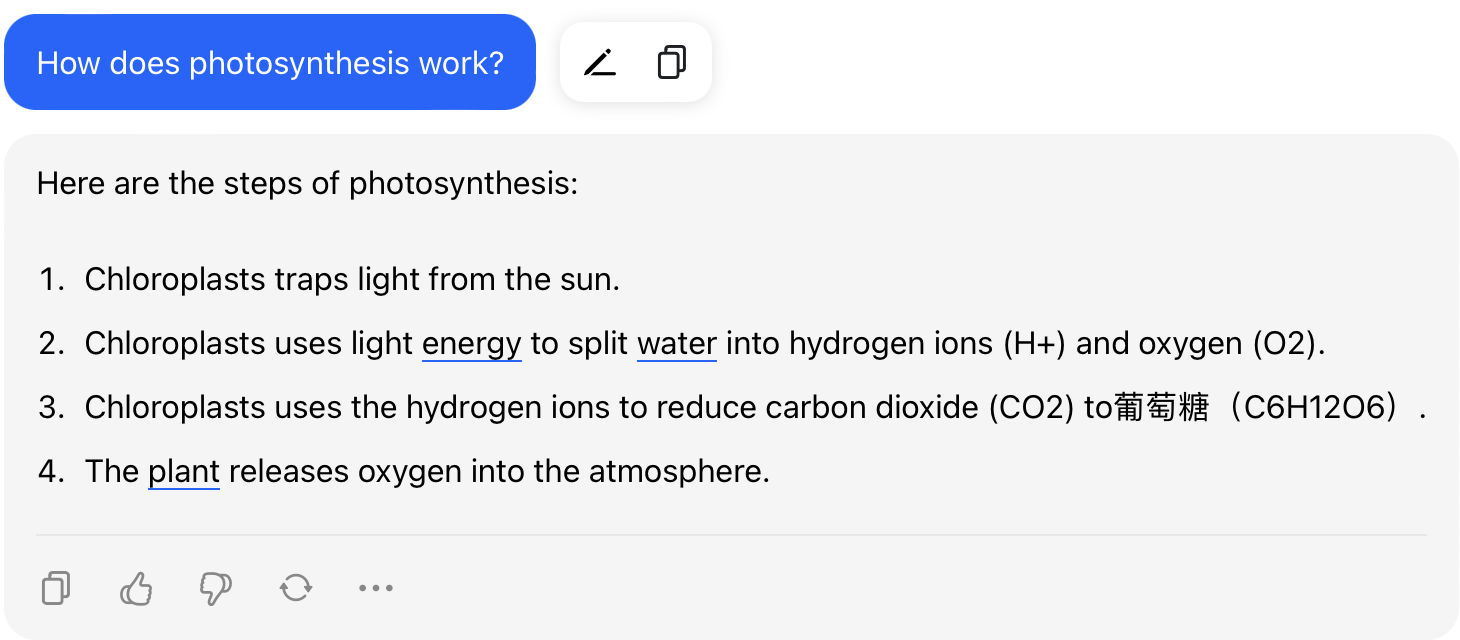 How does photosynthesis work?
Here are the steps of photosynthesis:
1. Chloroplasts traps light from the sun.
2. Chloroplasts uses light energy to split water into hydrogen ions (H+) and oxygen (O2).
3. Chloroplasts uses the hydrogen ions to reduce carbon dioxide (CO2) to葡萄糖（C6H12O6）.
4. The plant releases oxygen into the atmosphere.